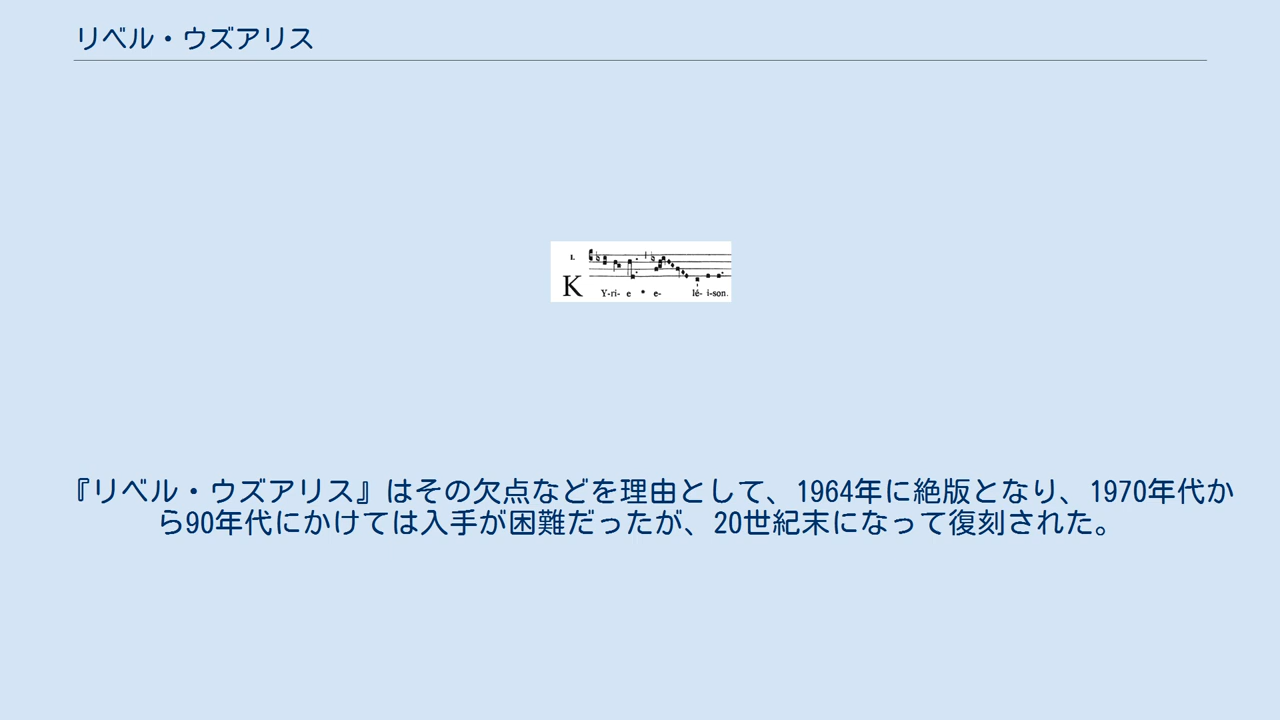 リベル・ウズアリス
I.
K Y-ri- e * e- lé- i-son.
『リベル・ウズアリス』はその欠点などを理由として、1964年に絶版となり、1970年代か
ら90年代にかけては入手が困難だったが、20世紀末になって復刻された。